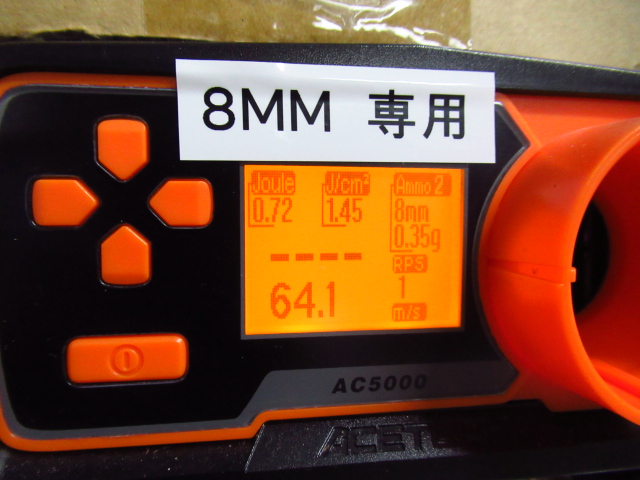 8MM 専用
Joule J/cm² Ammo 2
0.72 1.45 8mm
0.35g
---- RPS
64.1 1
m/s
AC5000